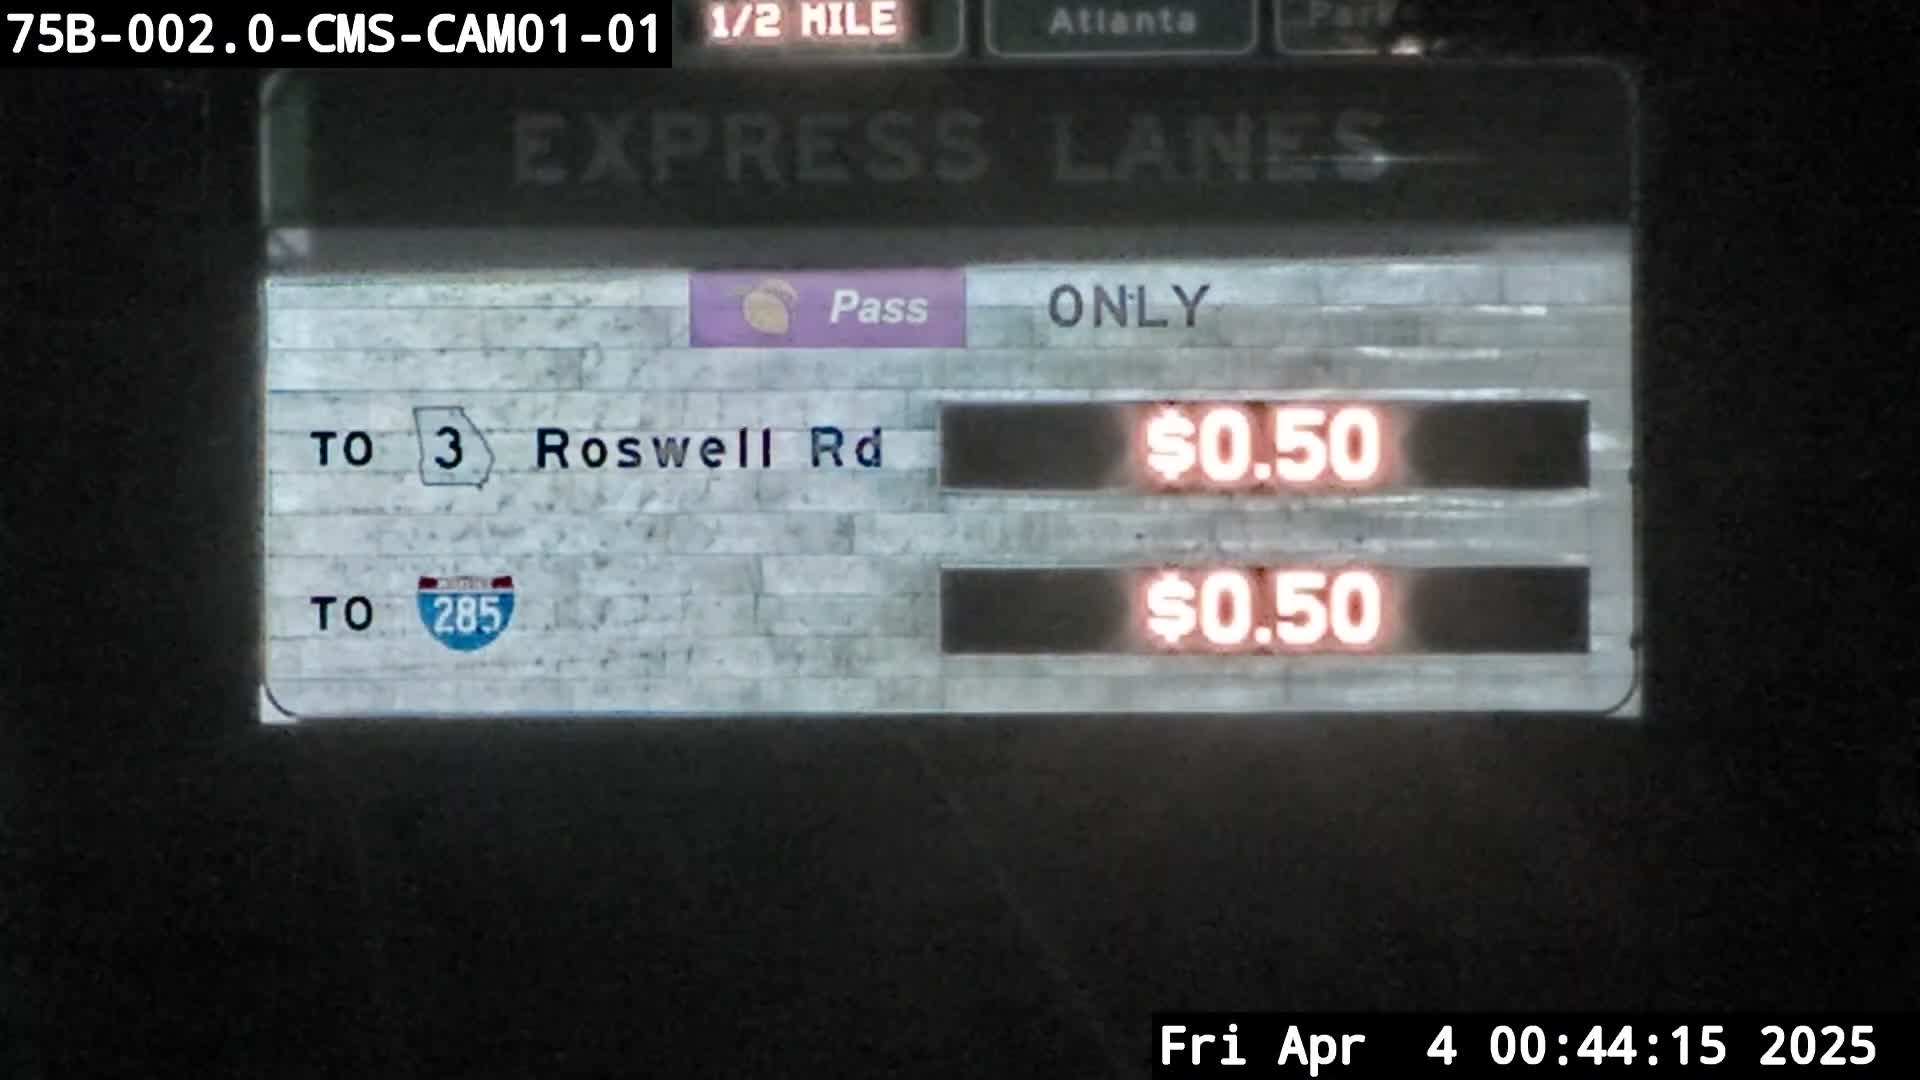 75B-002.0-CMS-CAM01-01
1/2 MILE
Atlanta
EXPRESS LANES
Pass ONLY
TO 3 Roswell Rd $0.50
TO 285 $0.50
Fri Apr 4 00:44:15 2025